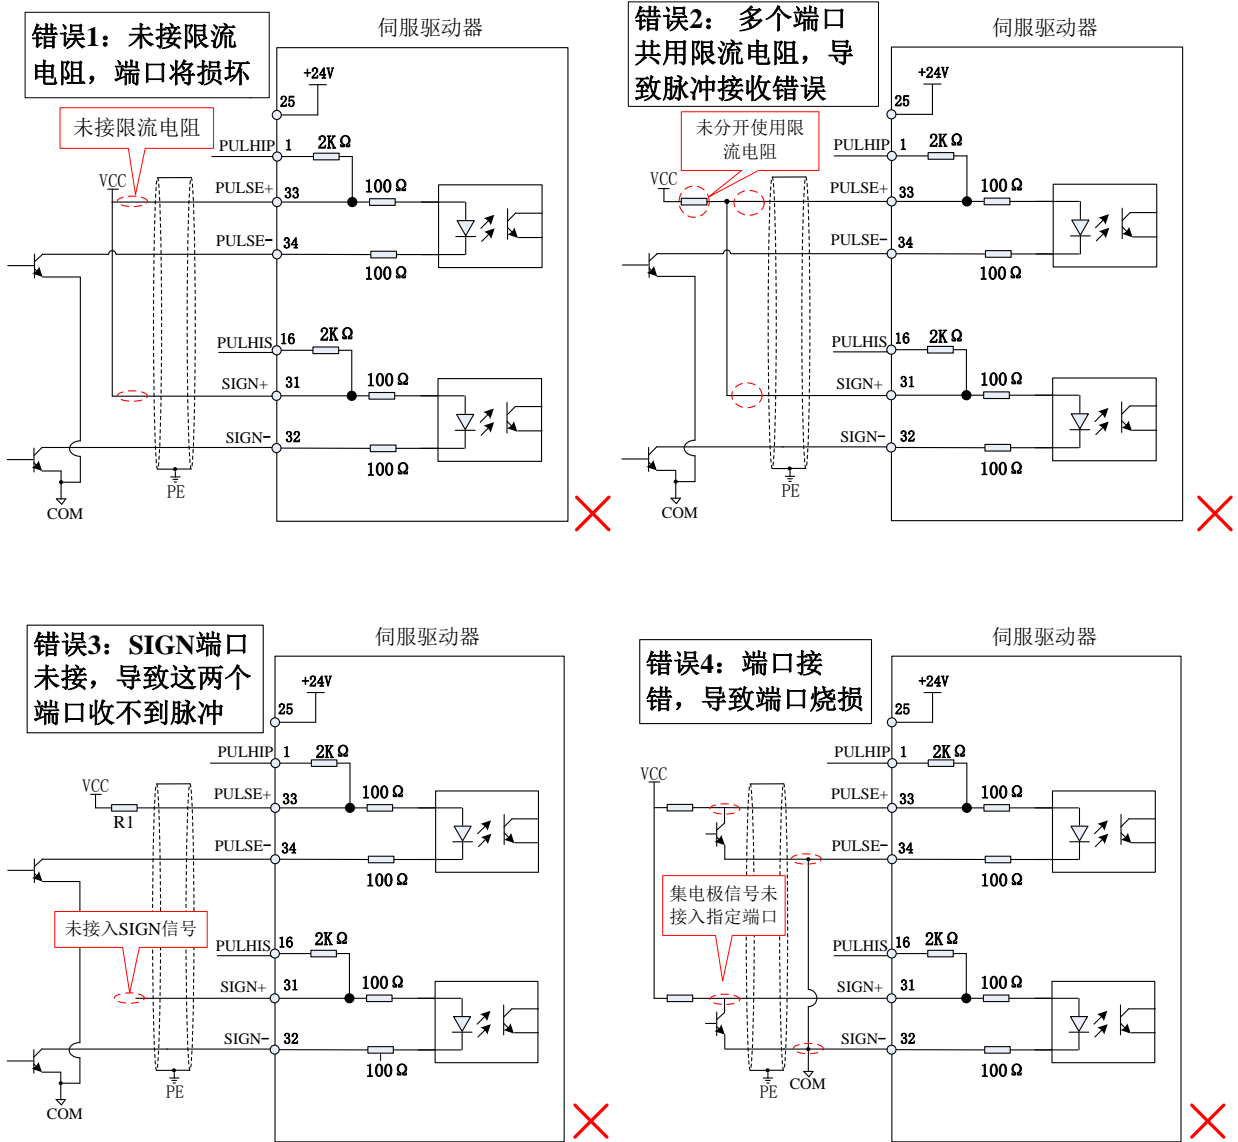 错误1：未接限流
电阻，端口将损坏
伺服驱动器
+24V
25
未接限流电阻
PULHIP
1
2KΩ
VCC
PULSE+
33
100Ω
PULSE-
34
100Ω
PULHIS
16
2KΩ
SIGN+
31
100Ω
SIGN-
32
100Ω
PE
COM
错误2： 多个端口
共用限流电阻，导
致脉冲接收错误
伺服驱动器
+24V
25
未分开使用限
流电阻
PULHIP
1
2KΩ
VCC
PULSE+
33
100Ω
PULSE-
34
100Ω
PULHIS
16
2KΩ
SIGN+
31
100Ω
SIGN-
32
100Ω
PE
COM
错误3：SIGN端口
未接，导致这两个
端口收不到脉冲
伺服驱动器
+24V
25
PULHIP
1
2KΩ
VCC
R1
PULSE+
33
100Ω
PULSE-
34
100Ω
未接入SIGN信号
PULHIS
16
2KΩ
SIGN+
31
100Ω
SIGN-
32
100Ω
PE
COM
错误4：端口接
错，导致端口烧损
伺服驱动器
+24V
25
PULHIP
1
2KΩ
VCC
PULSE+
33
100Ω
PULSE-
34
100Ω
集电极信号未
接入指定端口
PULHIS
16
2KΩ
SIGN+
31
100Ω
SIGN-
32
100Ω
PE
COM